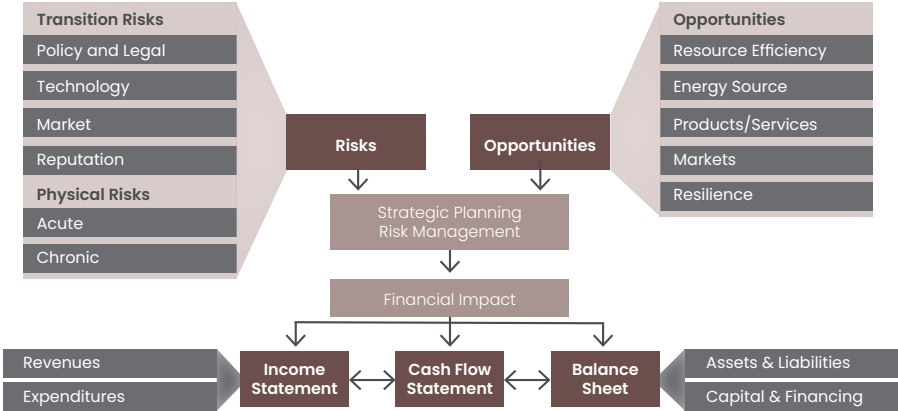 Transition Risks
Policy and Legal
Technology
Market
Reputation
Physical Risks
Acute
Chronic
Risks
Opportunities
Opportunities
Resource Efficiency
Energy Source
Products/Services
Markets
Resilience
Strategic Planning
Risk Management
Financial Impact
Revenues
Expenditures
Income
Statement
Cash Flow
Statement
Balance
Sheet
Assets & Liabilities
Capital & Financing